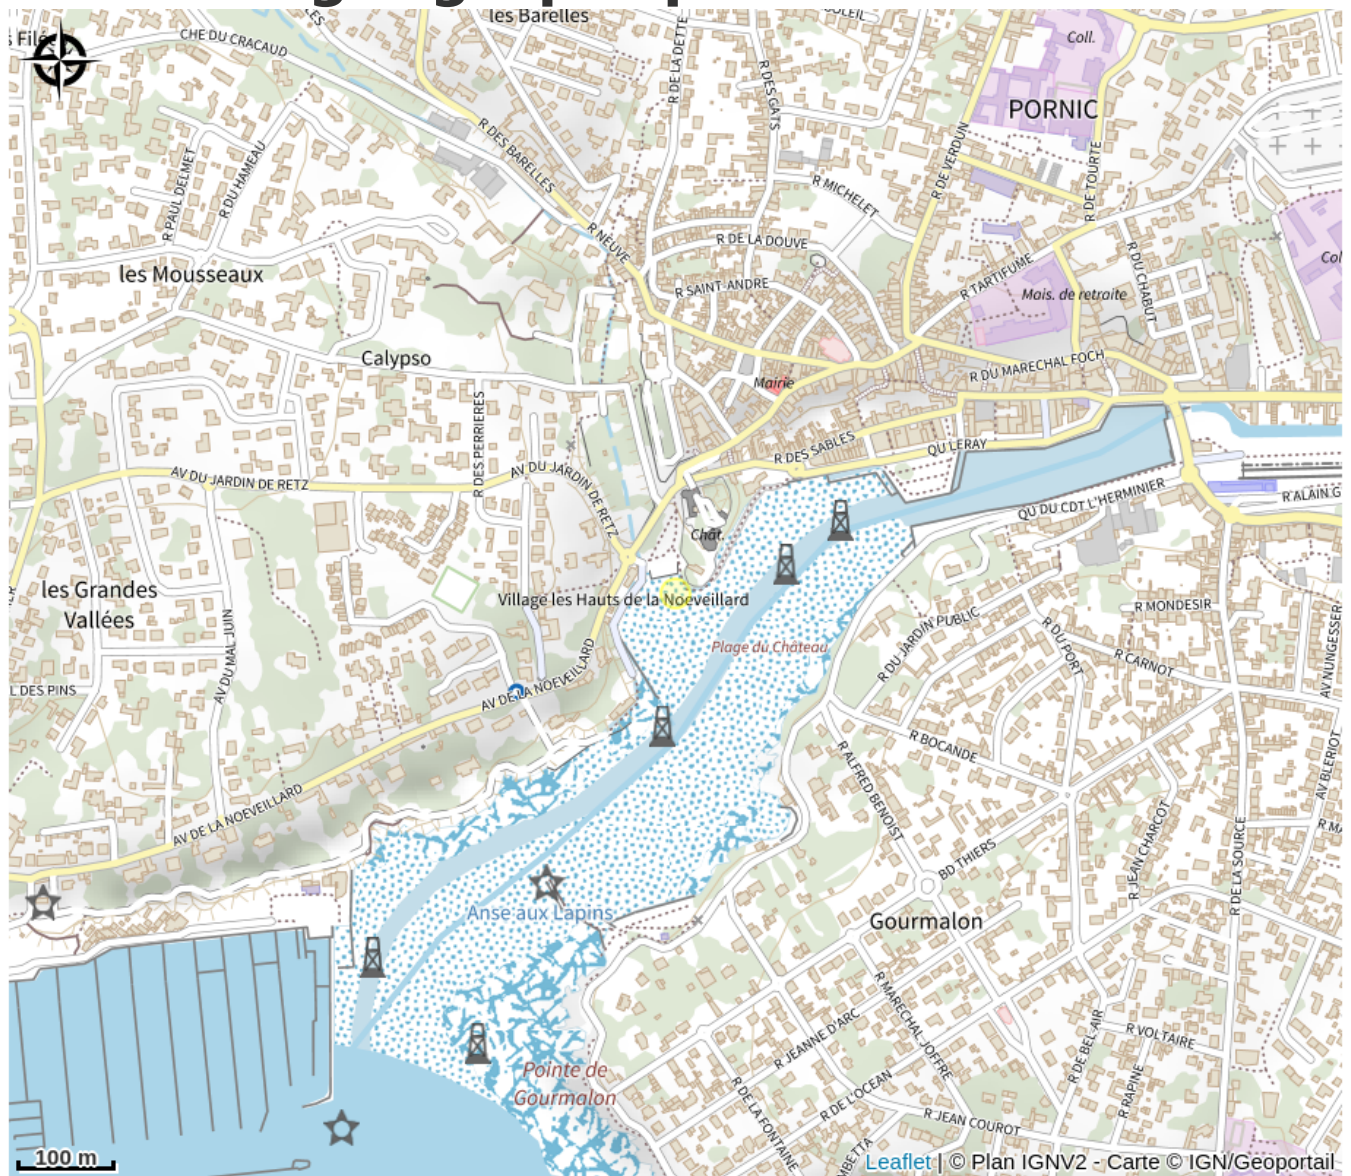 les Barelles
CHE DU CRACAUD
R DE LA DETTE
R DES GATS
Coll.
PORNIC
R DES BARELLES
R DE VERDUN
R DE TOURTE
R PAUL DELMET
R DU HAMEAU
R MICHELET
R NEUVE
R DE LA DOUVE
les Mousseaux
R SAINT-ANDRE
R TARTIFUME
R DU CHABUT
Col
Mais. de retraite
Calypso
Mairie
R DU MARECHAL FOCH
R DES PERRIERES
R DES SABLES
QU LERAY
AV DU JARDIN DE RETZ
AV DU JARDIN DE RETZ
QU DU CDT L'HERMINIER
R ALAIN G
Chât.
les Grandes
Vallées
Village les Hauts de la Noeveillard
R MONDESIR
R DU JARDIN PUBLIC
R DU PORT
R CARNOT
AV NUNGESSER
Plage du Château
AV DU MAL JUIN
L DES PINS
AV DE LA NOEVEILLARD
R BOCANDE
R ALFRED BENOIST
AV BLERIOT
AV DE LA NOEVEILLARD
BD THIERS
R JEAN CHARCOT
R DE LA SOURCE
R MA
Anse aux Lapins
Gourmalon
R MARECHAL JOFFRE
R JEANNE D'ARC
R DE BEL-AIR
R VOLTAIRE
Pointe de
Gourmalon
R DE LA FONTAINE
R DE L'OCEAN
R RAPINE
R JEAN COUROT
MBETTA
100 m
Leaflet | © Plan IGNV2 - Carte © IGN/Geoportail